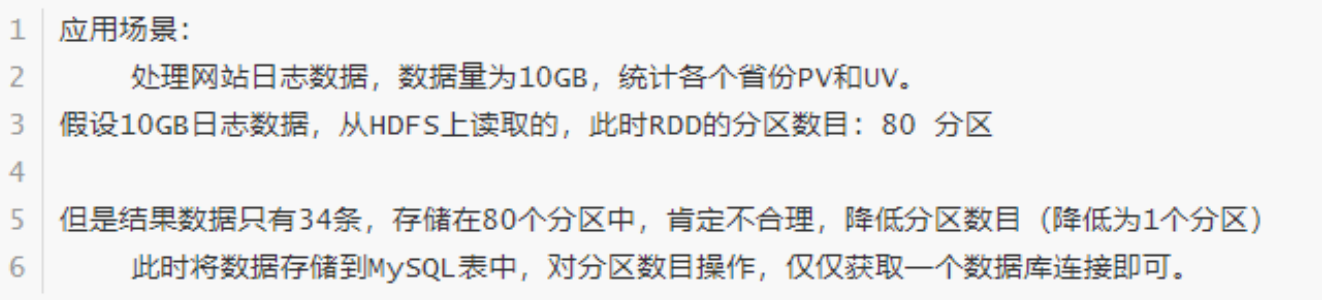 1 应用场景：
2 处理网站日志数据，数据量为10GB，统计各个省份PV和UV。
3 假设10GB日志数据，从HDFS上读取的，此时RDD的分区数目：80 分区
4
5 但是结果数据只有34条，存储在80个分区中，肯定不合理，降低分区数目（降低为1个分区）
6 此时将数据存储到MySQL表中，对分区数目操作，仅仅获取一个数据库连接即可。